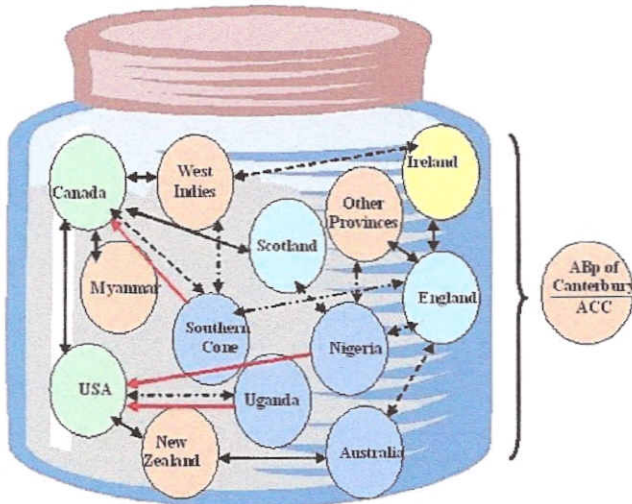 West
Indies
Ireland
Canada
Other
Provinces
Scotland
Myanmar
England
ABp of
Canterbury
ACC
Southern
Cone
Nigeria
USA
Uganda
New
Zealand
Australia